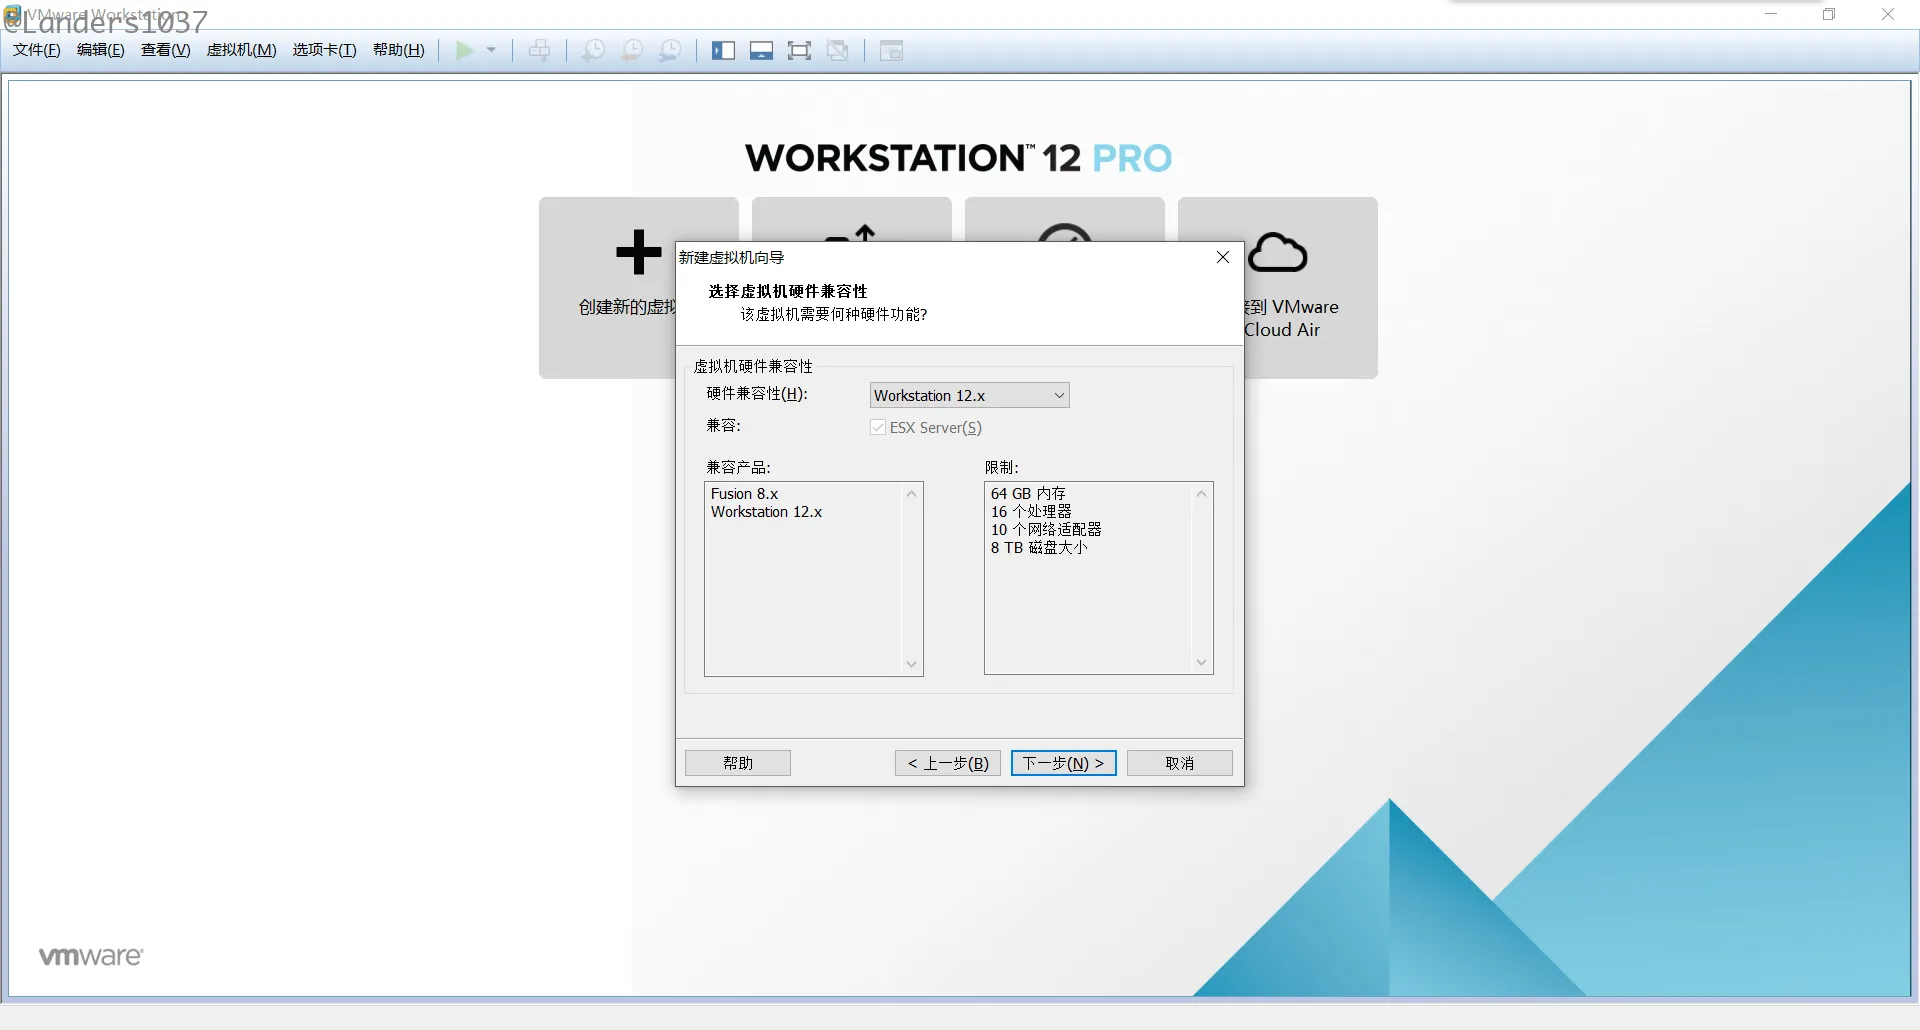 VMware Workstation
@Landers1037
文件(F) 编辑(E) 查看(V) 虚拟机(M) 选项卡(T) 帮助(H)
WORKSTATION™ 12 PRO
创建新的虚拟
接到 VMware
Cloud Air
新建虚拟机向导
选择虚拟机硬件兼容性
该虚拟机需要何种硬件功能?
虚拟机硬件兼容性
硬件兼容性(H): Workstation 12.x
兼容: ESX Server(S)
兼容产品: 限制:
Fusion 8.x
Workstation 12.x
64 GB 内存
16 个处理器
10 个网络适配器
8 TB 磁盘大小
帮助 < 上一步(B) 下一步(N) > 取消
vmware